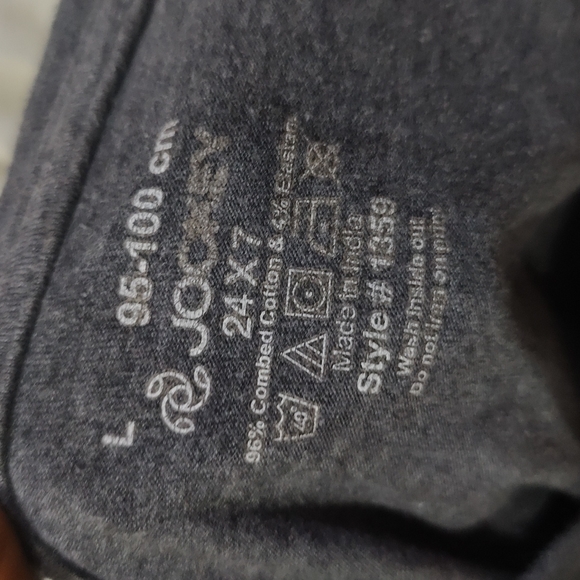 L 95-100 cm
JOCKEY
24 X 7
96% Combed Cotton & 4% Elastane
40°
Made in India
Style # 1359
Wash Inside out
Do not Iron on print